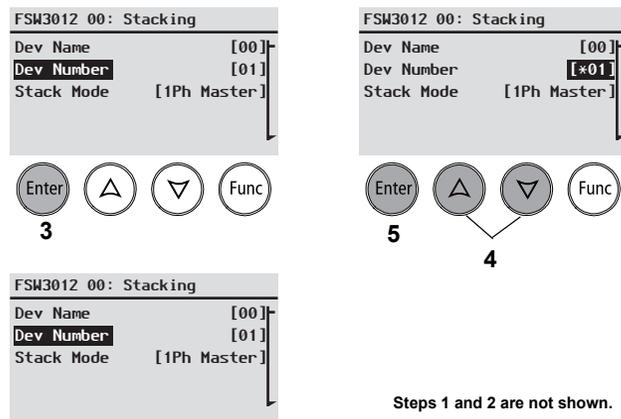 FSW3012 00: Stacking
Dev Name [00]
Dev Number [01]
Stack Mode [1Ph Master]
Enter Func
3
FSW3012 00: Stacking
Dev Name [00]
Dev Number [*01]
Stack Mode [1Ph Master]
Enter Func
5
4
FSW3012 00: Stacking
Dev Name [00]
Dev Number [01]
Stack Mode [1Ph Master]
Steps 1 and 2 are not shown.